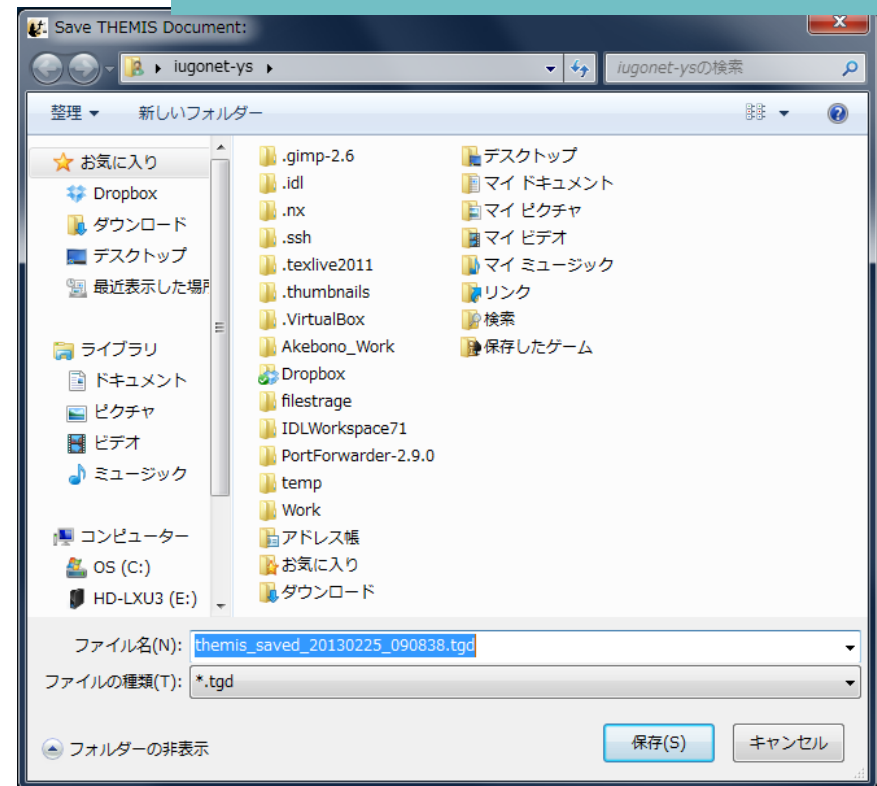 Save THEMIS Document:
iugonet-ys
iugonet-ysの検索
整理
新しいフォルダー
お気に入り
Dropbox
ダウンロード
デスクトップ
最近表示した場所
ライブラリ
ドキュメント
ピクチャ
ビデオ
ミュージック
コンピューター
OS (C:)
HD-LXU3 (E:)
.gimp-2.6
.idl
.nx
.ssh
.texlive2011
.thumbnails
.VirtualBox
Akebono_Work
Dropbox
filestrage
IDLWorkspace71
PortForwarder-2.9.0
temp
Work
アドレス帳
お気に入り
ダウンロード
デスクトップ
マイ ドキュメント
マイ ピクチャ
マイ ビデオ
マイ ミュージック
リンク
検索
保存したゲーム
ファイル名(N): themis_saved_20130225_090838.tgd
ファイルの種類(T): *.tgd
フォルダーの非表示
保存(S)
キャンセル